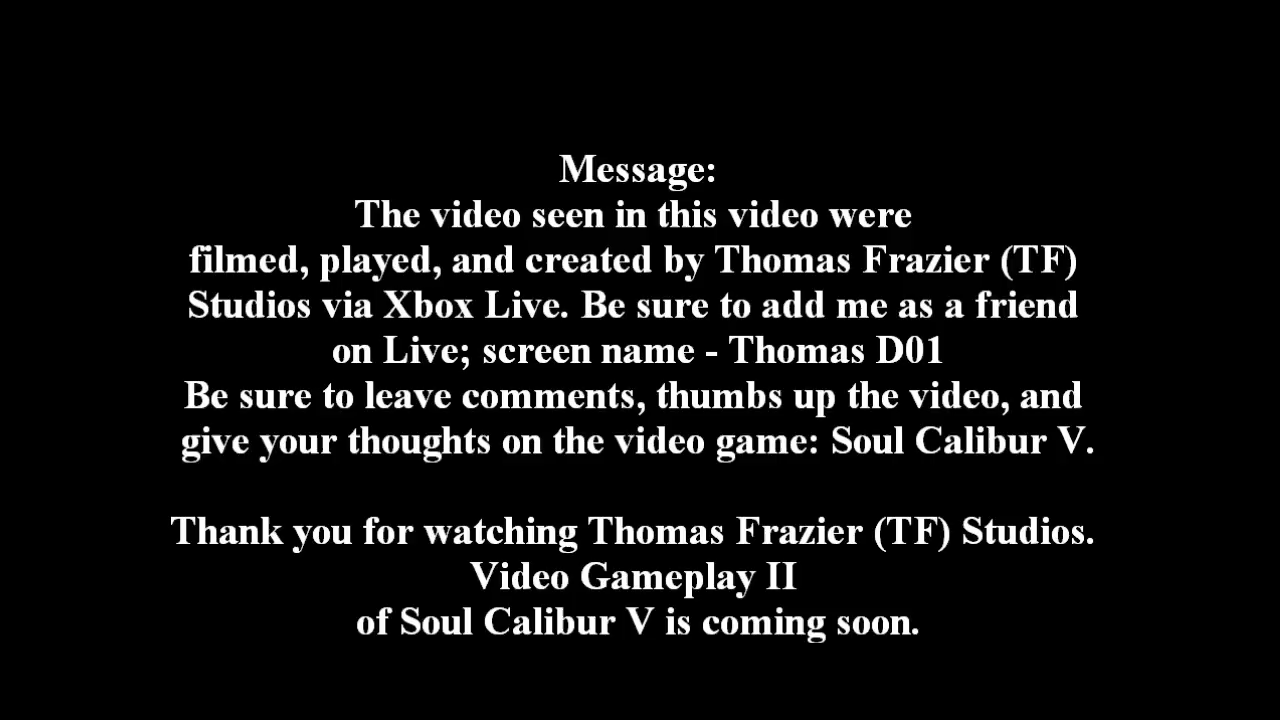 Message:
The video seen in this video were
filmed, played, and created by Thomas Frazier (TF)
Studios via Xbox Live. Be sure to add me as a friend
on Live; screen name - Thomas D01
Be sure to leave comments, thumbs up the video, and
give your thoughts on the video game: Soul Calibur V.
Thank you for watching Thomas Frazier (TF) Studios.
Video Gameplay II
of Soul Calibur V is coming soon.